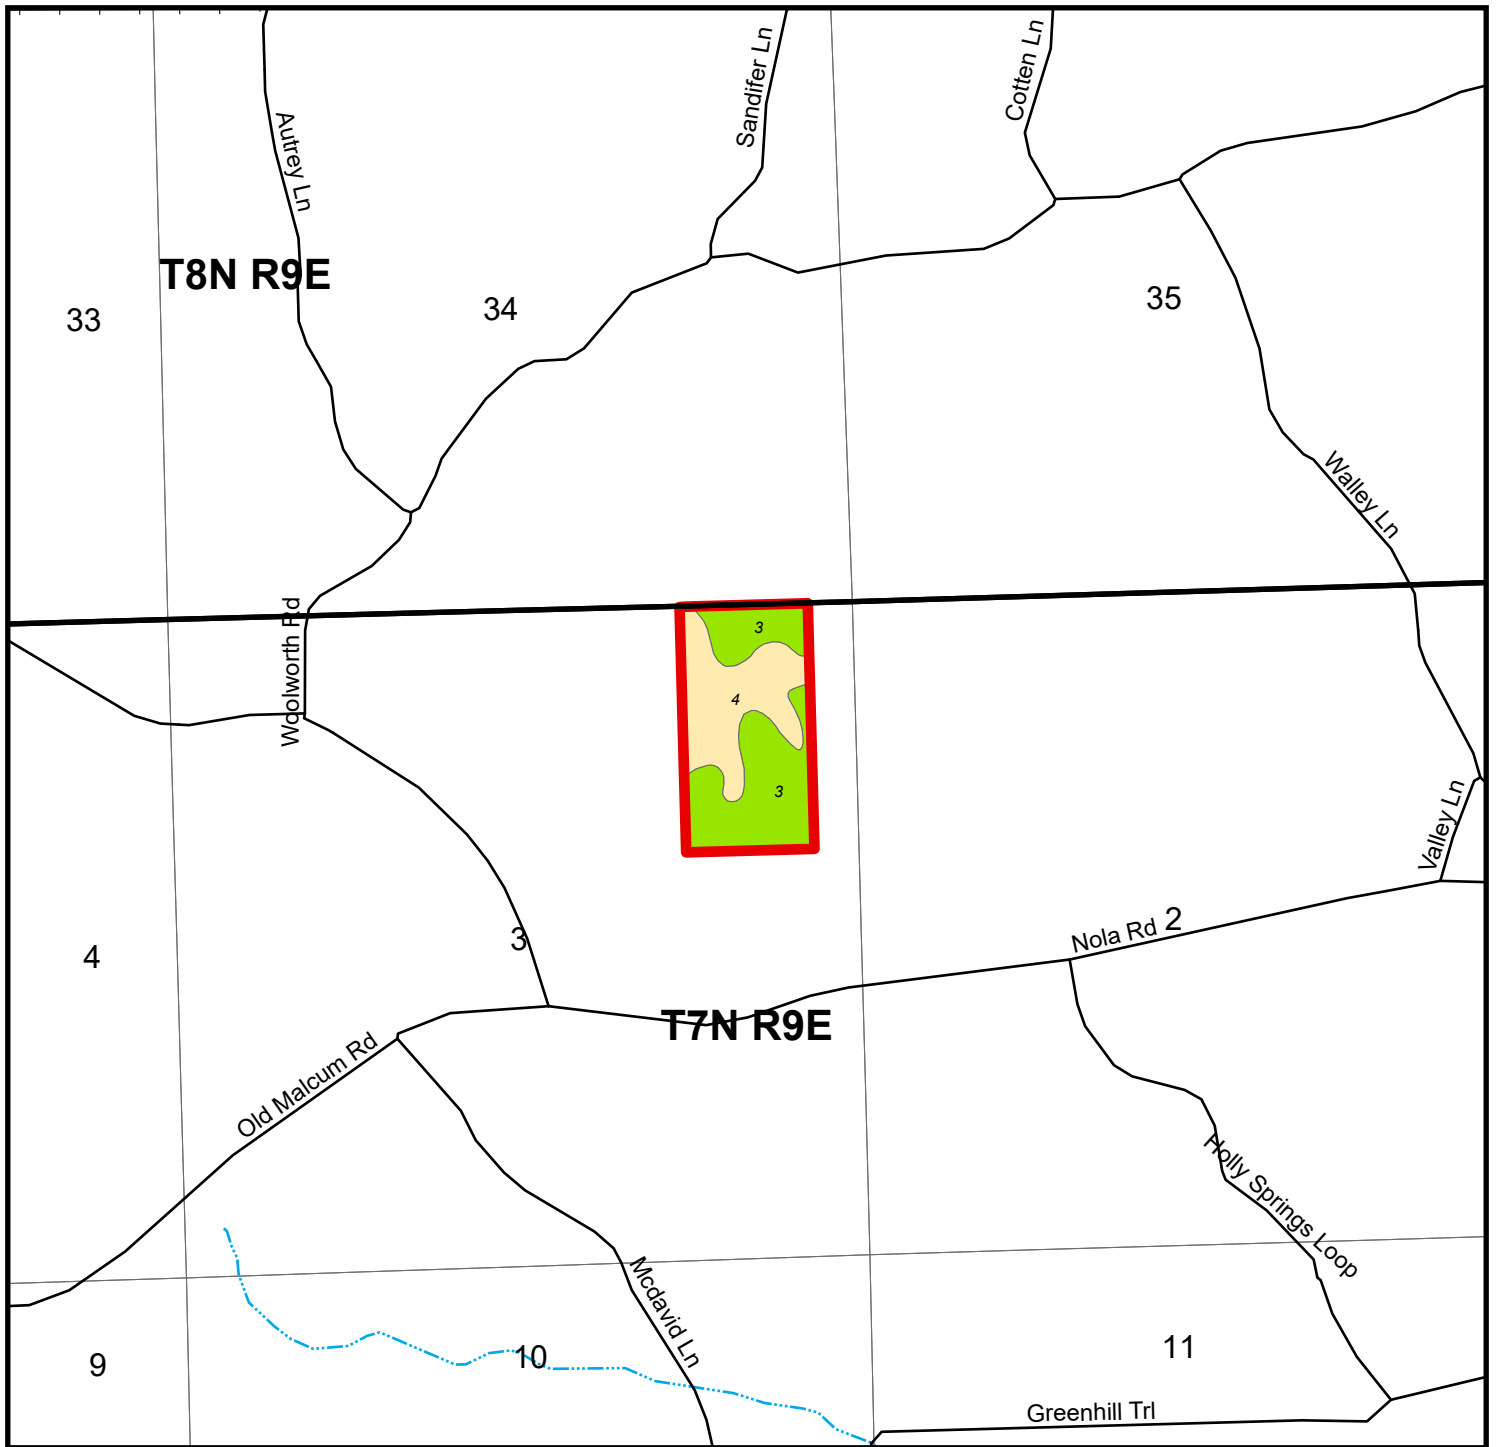 Sandifer Ln
Cotten Ln
Autrey Ln
T8N R9E
33
34
35
Walley Ln
Woolworth Rd
3
4
3
Valley Ln
4
3
2
Nola Rd
T7N R9E
Old Malcum Rd
Holly Springs Loop
Mcdavid Ln
9
10
11
Greenhill Trl